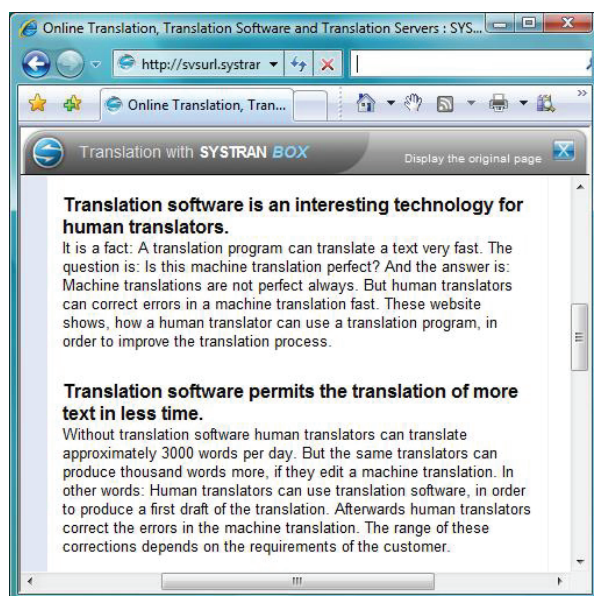 Online Translation, Translation Software and Translation Servers : SYS...
http://svsurl.systrar
Online Translation, Tran...
Translation with SYSTRAN BOX
Display the original page
Translation software is an interesting technology for
human translators.
It is a fact: A translation program can translate a text very fast. The
question is: Is this machine translation perfect? And the answer is:
Machine translations are not perfect always. But human translators
can correct errors in a machine translation fast. These website
shows, how a human translator can use a translation program, in
order to improve the translation process.
Translation software permits the translation of more
text in less time.
Without translation software human translators can translate
approximately 3000 words per day. But the same translators can
produce thousand words more, if they edit a machine translation. In
other words: Human translators can use translation software, in order
to produce a first draft of the translation. Afterwards human translators
correct the errors in the machine translation. The range of these
corrections depends on the requirements of the customer.